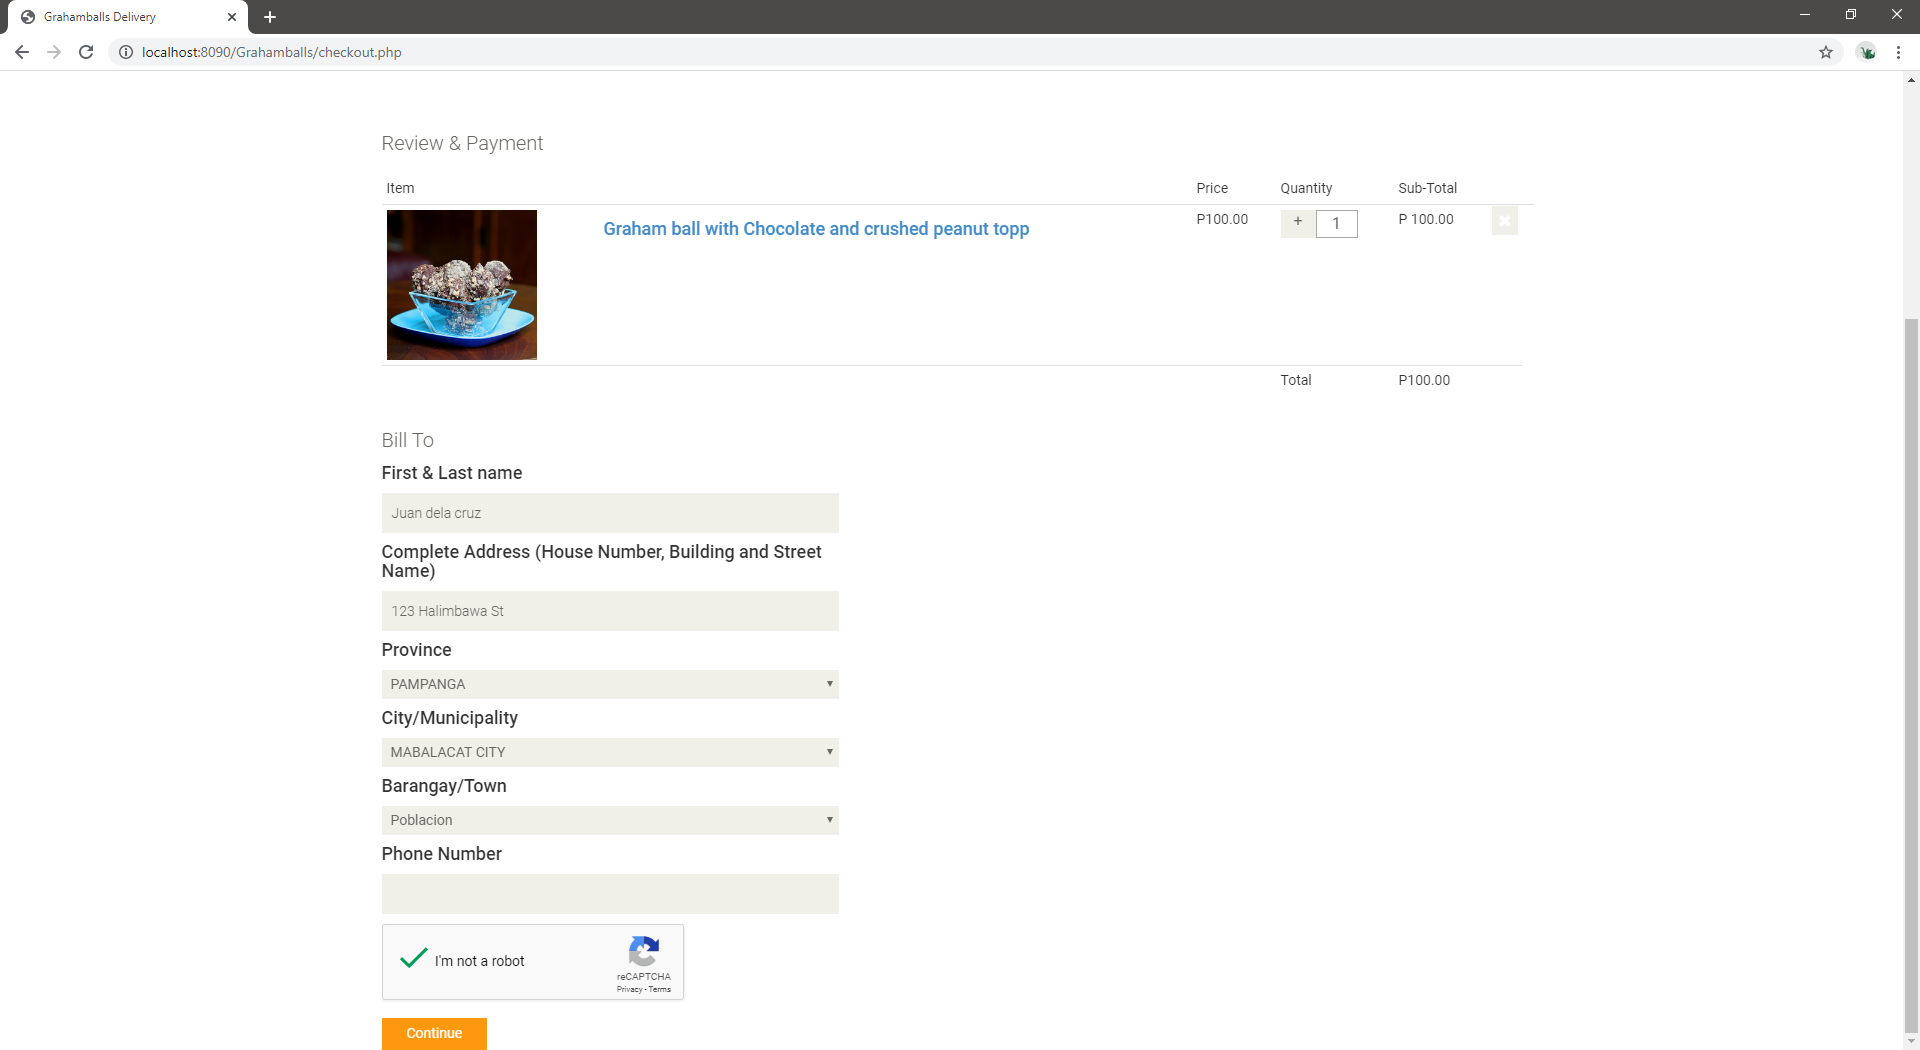 Grahamballs Delivery
localhost:8090/Grahamballs/checkout.php
Review & Payment
Item Price Quantity Sub-Total
Graham ball with Chocolate and crushed peanut topp P100.00 + 1 P 100.00
Total P100.00
Bill To
First & Last name
Juan dela cruz
Complete Address (House Number, Building and Street
Name)
123 Halimbawa St
Province
PAMPANGA
City/Municipality
MABALACAT CITY
Barangay/Town
Poblacion
Phone Number
I'm not a robot
reCAPTCHA
Privacy - Terms
Continue